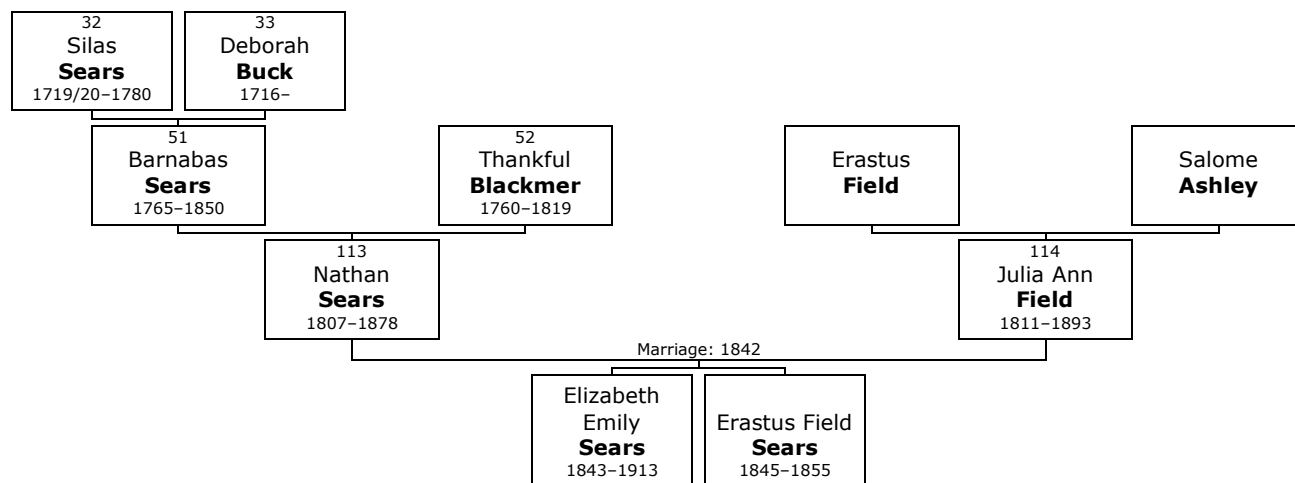 32
Silas
Sears
1719/20–1780
33
Deborah
Buck
1716–
51
Barnabas
Sears
1765–1850
52
Thankful
Blackmer
1760–1819
Erastus
Field
Salome
Ashley
113
Nathan
Sears
1807–1878
114
Julia Ann
Field
1811–1893
Marriage: 1842
Elizabeth
Emily
Sears
1843–1913
Erastus Field
Sears
1845–1855